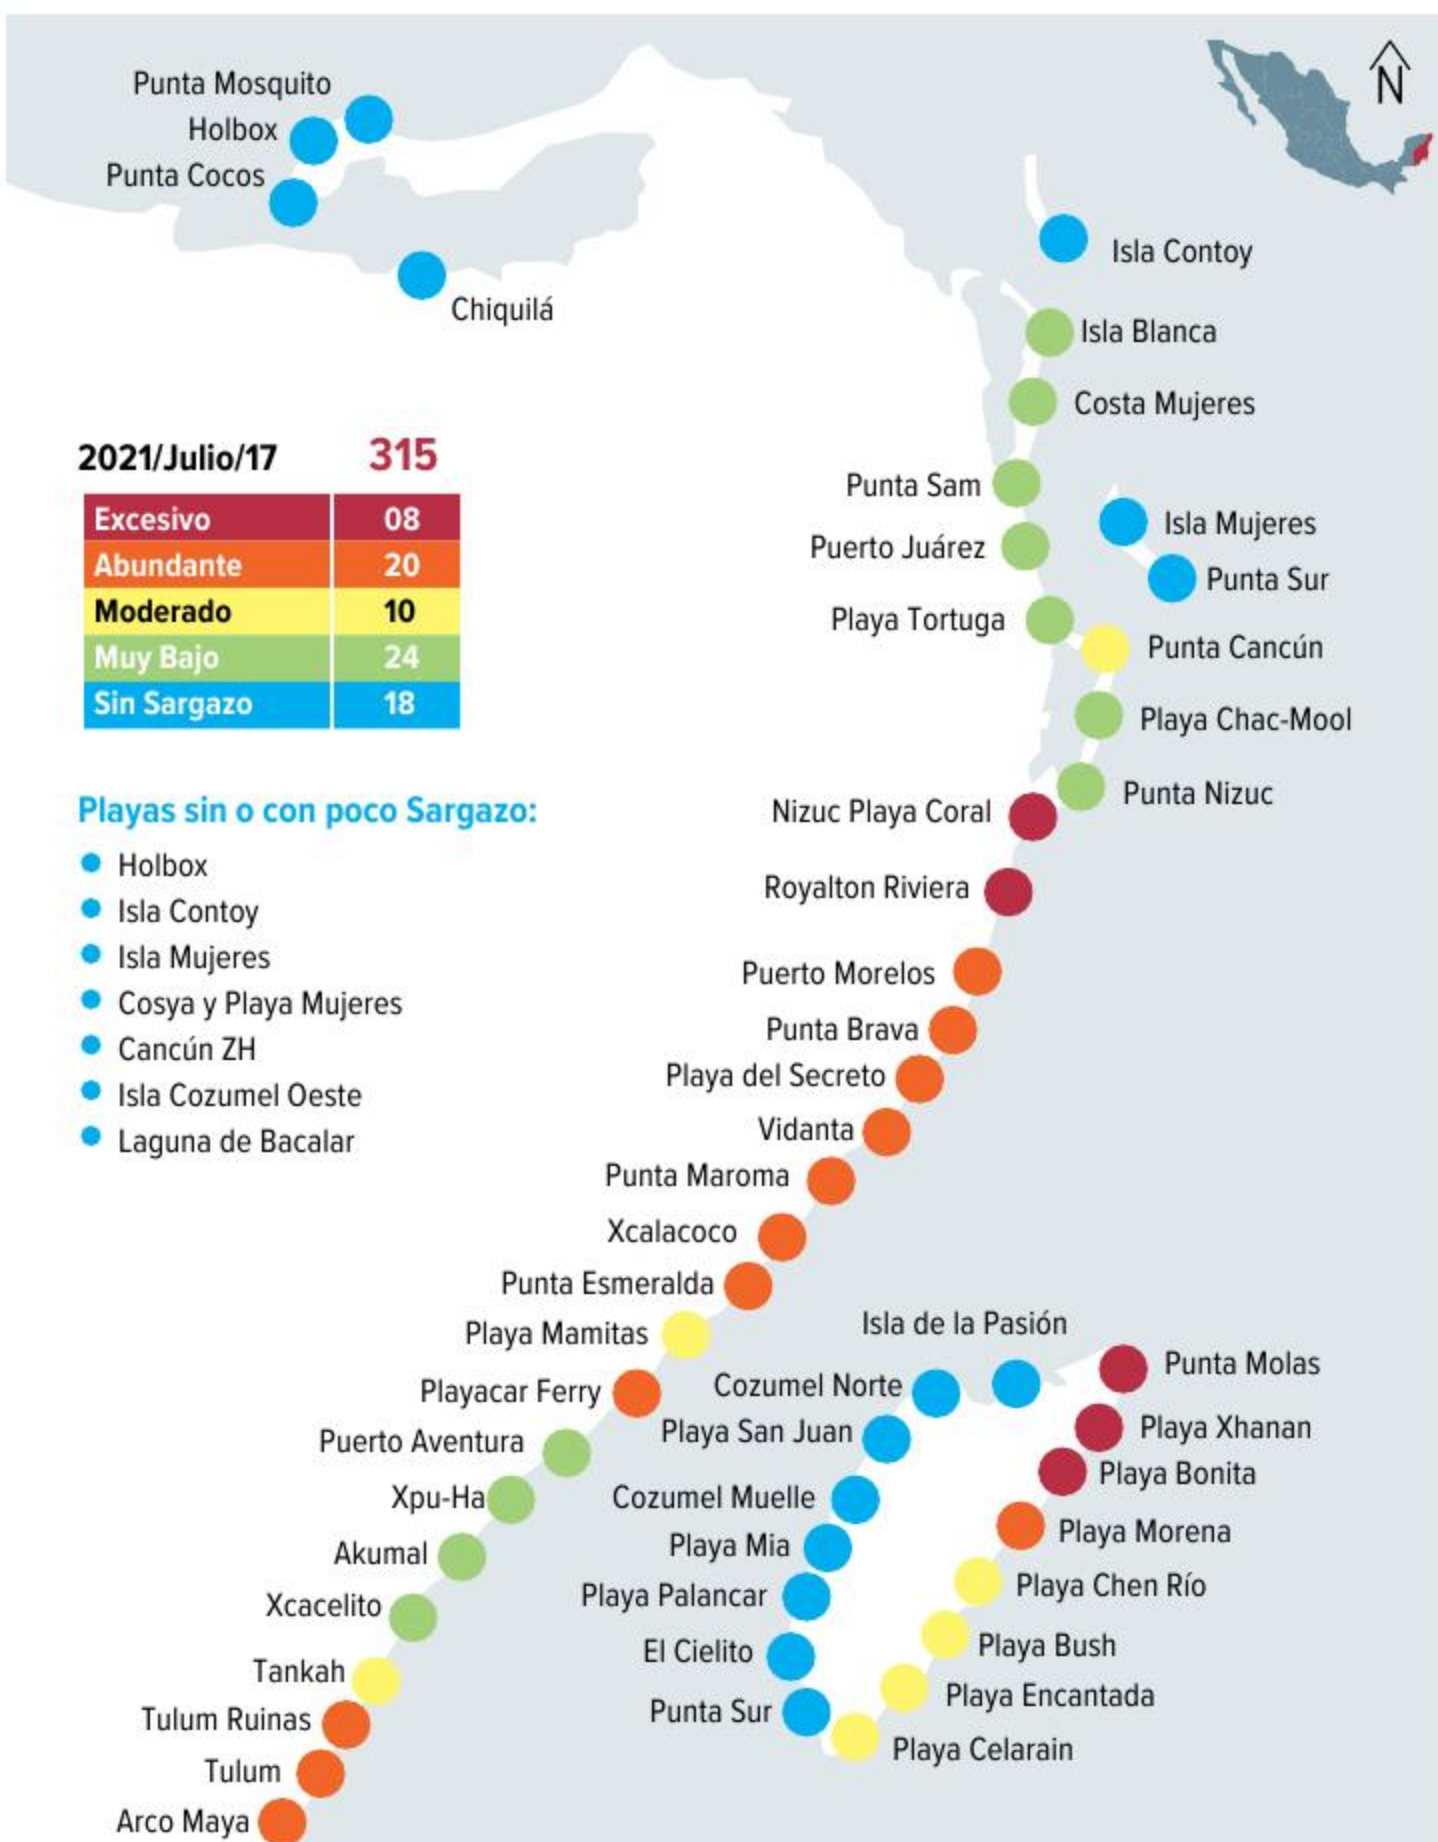 Punta Mosquito
Holbox
Punta Cocos
Chiquilá
N
Isla Contoy
Isla Blanca
Costa Mujeres
Punta Sam
Isla Mujeres
Puerto Juárez
Punta Sur
Playa Tortuga
Punta Cancún
Playa Chac-Mool
Punta Nizuc
2021/Julio/17 315
Excesivo 08
Abundante 20
Moderado 10
Muy Bajo 24
Sin Sargazo 18
Playas sin o con poco Sargazo:
Holbox
Isla Contoy
Isla Mujeres
Cosya y Playa Mujeres
Cancún ZH
Isla Cozumel Oeste
Laguna de Bacalar
Nizuc Playa Coral
Royalton Riviera
Puerto Morelos
Punta Brava
Playa del Secreto
Vidanta
Punta Maroma
Xcalacoco
Punta Esmeralda
Playa Mamitas
Playacar Ferry
Puerto Aventura
Xpu-Ha
Akumal
Xcacelito
Tankah
Tulum Ruinas
Tulum
Arco Maya
Isla de la Pasión
Cozumel Norte
Playa San Juan
Cozumel Muelle
Playa Mia
Playa Palancar
El Cielito
Punta Sur
Punta Molas
Playa Xhanan
Playa Bonita
Playa Morena
Playa Chen Río
Playa Bush
Playa Encantada
Playa Celarain